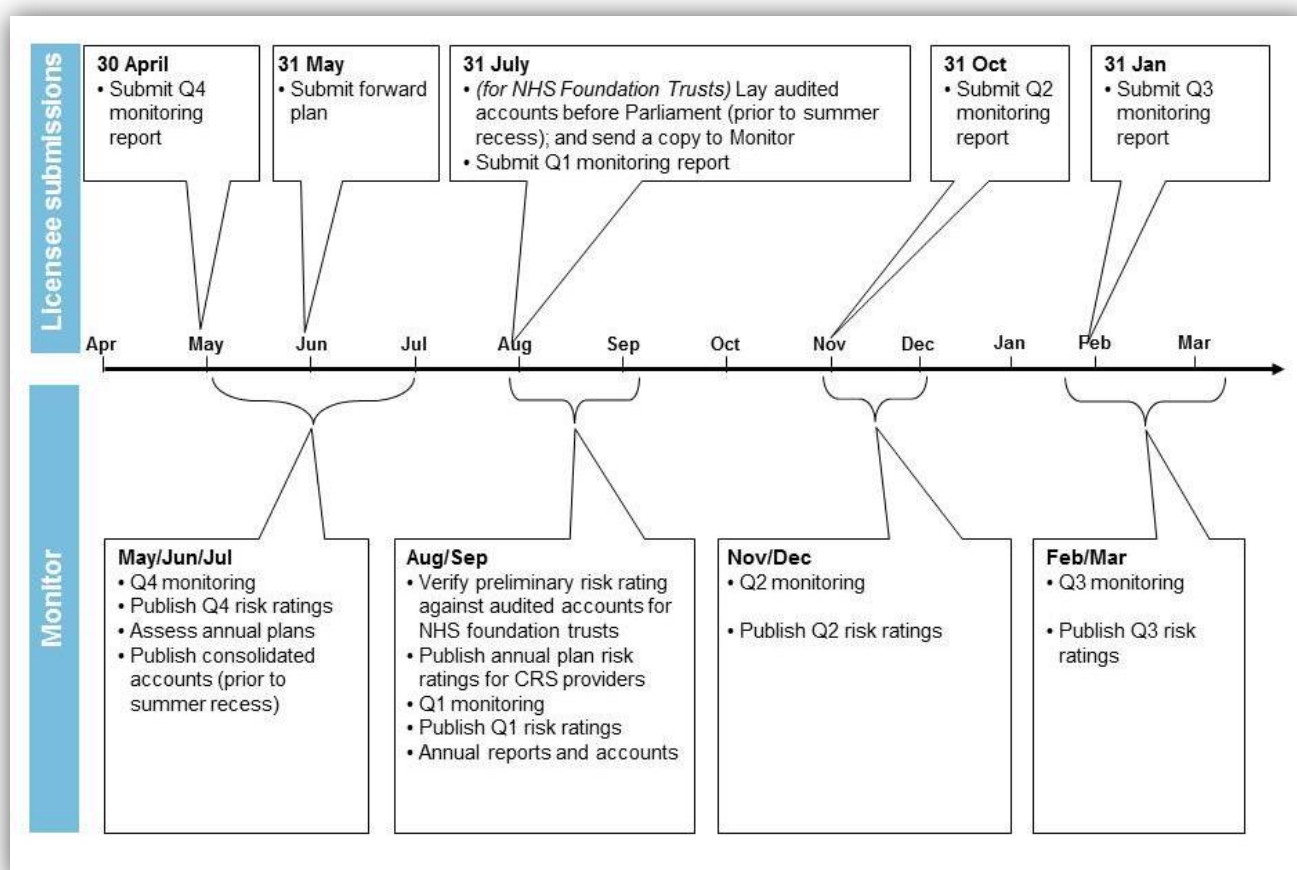 Licensee submissions
30 April
• Submit Q4
monitoring
report
31 May
• Submit forward
plan
31 July
• (for NHS Foundation Trusts) Lay audited
accounts before Parliament (prior to summer
recess); and send a copy to Monitor
• Submit Q1 monitoring report
31 Oct
• Submit Q2
monitoring
report
31 Jan
• Submit Q3
monitoring
report
Apr May Jun Jul Aug Sep Oct Nov Dec Jan Feb Mar
Monitor
May/Jun/Jul
• Q4 monitoring
• Publish Q4 risk ratings
• Assess annual plans
• Publish consolidated
accounts (prior to
summer recess)
Aug/Sep
• Verify preliminary risk rating
against audited accounts for
NHS foundation trusts
• Publish annual plan risk
ratings for CRS providers
• Q1 monitoring
• Publish Q1 risk ratings
• Annual reports and accounts
Nov/Dec
• Q2 monitoring
• Publish Q2 risk ratings
Feb/Mar
• Q3 monitoring
• Publish Q3 risk
ratings